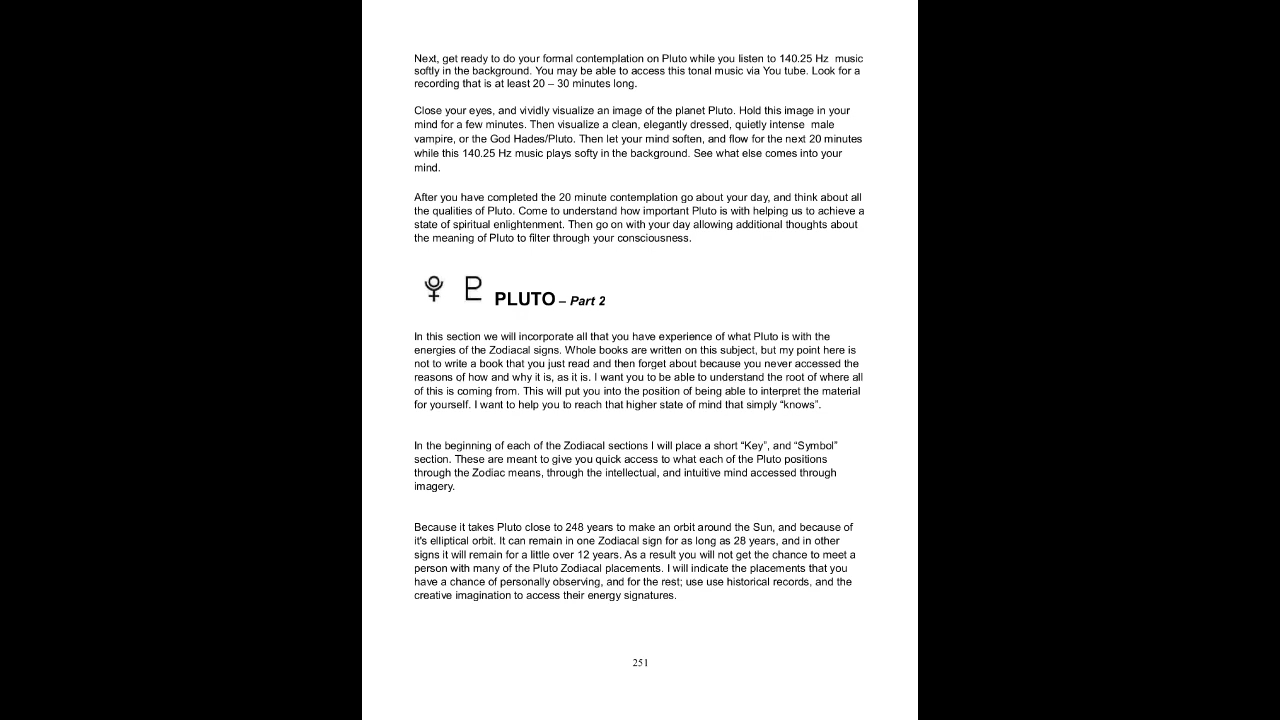 Next, get ready to do your formal contemplation on Pluto while you listen to 140.25 Hz  music
softly in the background. You may be able to access this tonal music via You tube. Look for a
recording that is at least 20 – 30 minutes long.
Close your eyes, and vividly visualize an image of the planet Pluto. Hold this image in your
mind for a few minutes. Then visualize a clean, elegantly dressed, quietly intense  male
vampire, or the God Hades/Pluto. Then let your mind soften, and flow for the next 20 minutes
while this 140.25 Hz music plays softy in the background. See what else comes into your
mind.
After you have completed the 20 minute contemplation go about your day, and think about all
the qualities of Pluto. Come to understand how important Pluto is with helping us to achieve a
state of spiritual enlightenment. Then go on with your day allowing additional thoughts about
the meaning of Pluto to filter through your consciousness.
PLUTO – Part 2
In this section we will incorporate all that you have experience of what Pluto is with the
energies of the Zodiacal signs. Whole books are written on this subject, but my point here is
not to write a book that you just read and then forget about because you never accessed the
reasons of how and why it is, as it is. I want you to be able to understand the root of where all
of this is coming from. This will put you into the position of being able to interpret the material
for yourself. I want to help you to reach that higher state of mind that simply “knows”.
In the beginning of each of the Zodiacal sections I will place a short “Key”, and “Symbol”
section. These are meant to give you quick access to what each of the Pluto positions
through the Zodiac means, through the intellectual, and intuitive mind accessed through
imagery.
Because it takes Pluto close to 248 years to make an orbit around the Sun, and because of
it's elliptical orbit. It can remain in one Zodiacal sign for as long as 28 years, and in other
signs it will remain for a little over 12 years. As a result you will not get the chance to meet a
person with many of the Pluto Zodiacal placements. I will indicate the placements that you
have a chance of personally observing, and for the rest; use use historical records, and the
creative imagination to access their energy signatures.
251